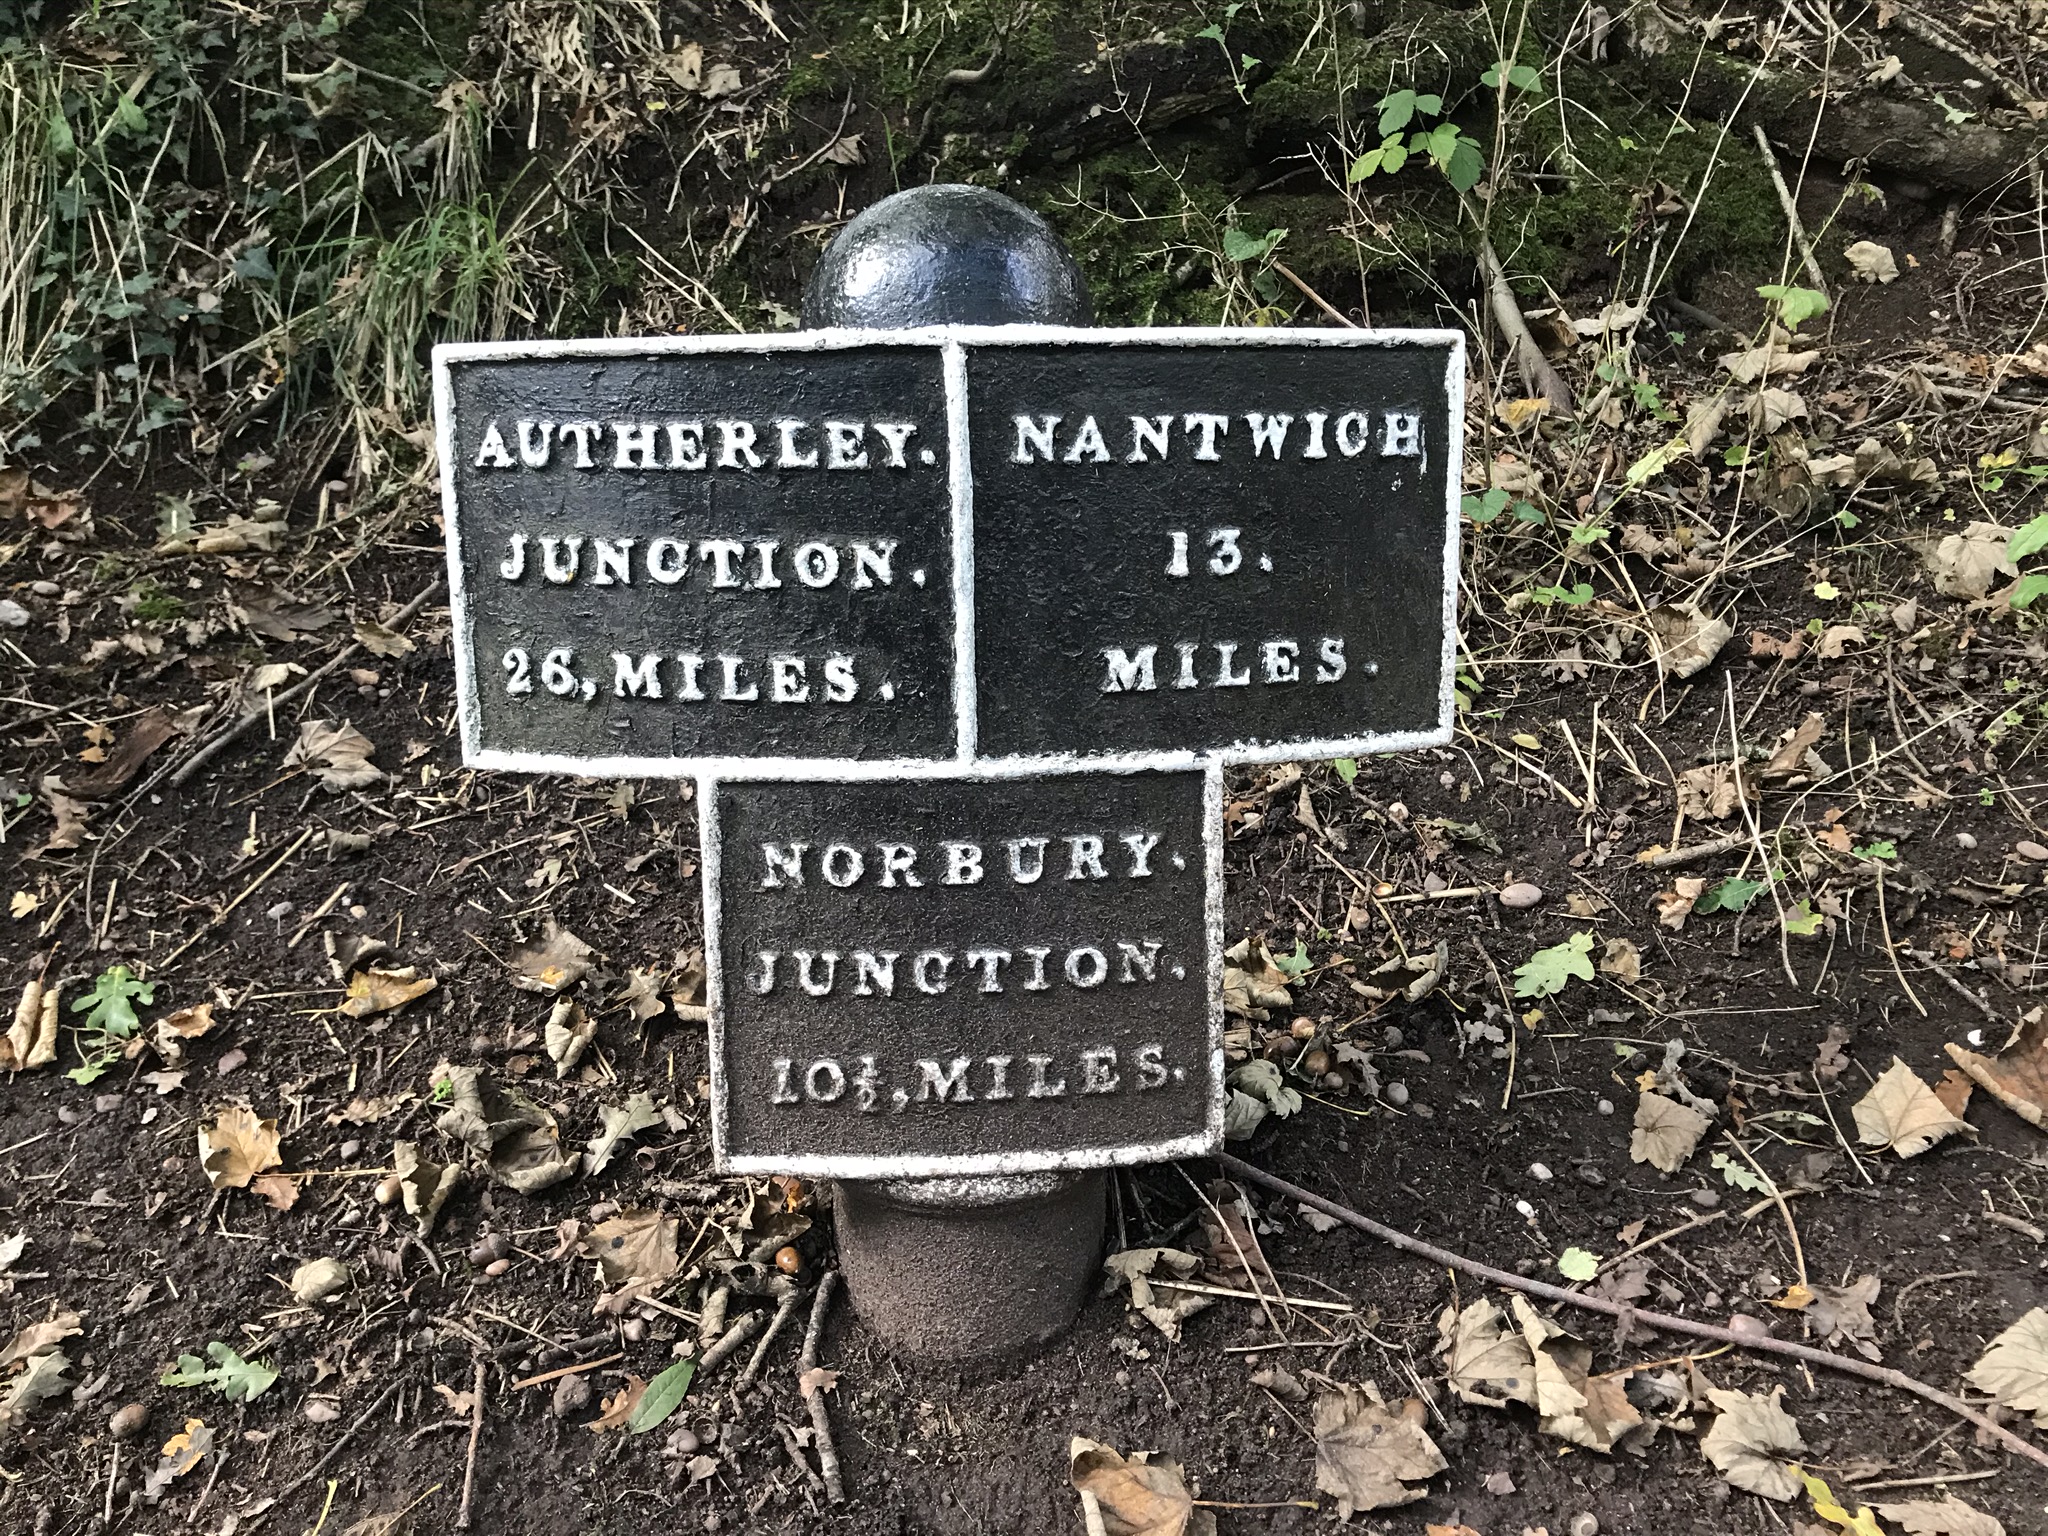 AUTHERLEY.
JUNCTION.
26, MILES.
NANTWICH
13.
MILES.
NORBURY.
JUNCTION.
10½, MILES.